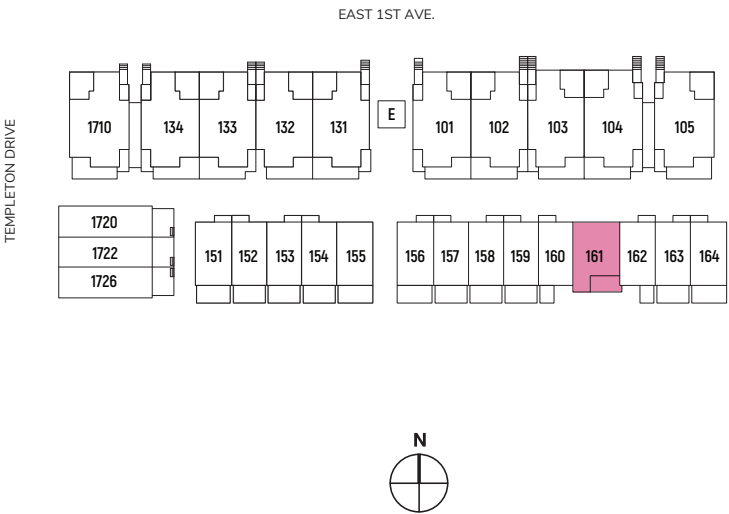 EAST 1ST AVE.
TEMPLETON DRIVE
1710 134 133 132 131 E 101 102 103 104 105
1720
1722
1726
151 152 153 154 155 156 157 158 159 160 161 162 163 164
N